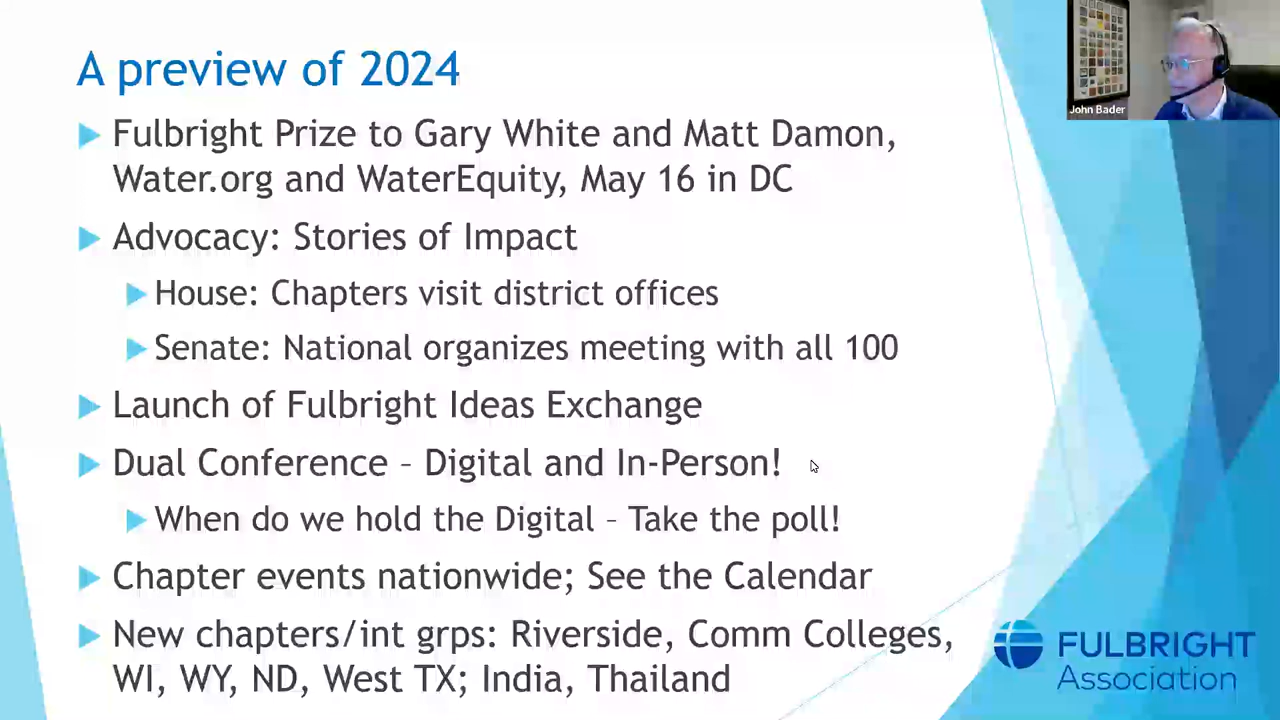 A preview of 2024
Fulbright Prize to Gary White and Matt Damon,
Water.org and WaterEquity, May 16 in DC
Advocacy: Stories of Impact
House: Chapters visit district offices
Senate: National organizes meeting with all 100
Launch of Fulbright Ideas Exchange
Dual Conference – Digital and In-Person!
When do we hold the Digital – Take the poll!
Chapter events nationwide; See the Calendar
New chapters/int grps: Riverside, Comm Colleges,
WI, WY, ND, West TX; India, Thailand
John Bader
FULBRIGHT
Association